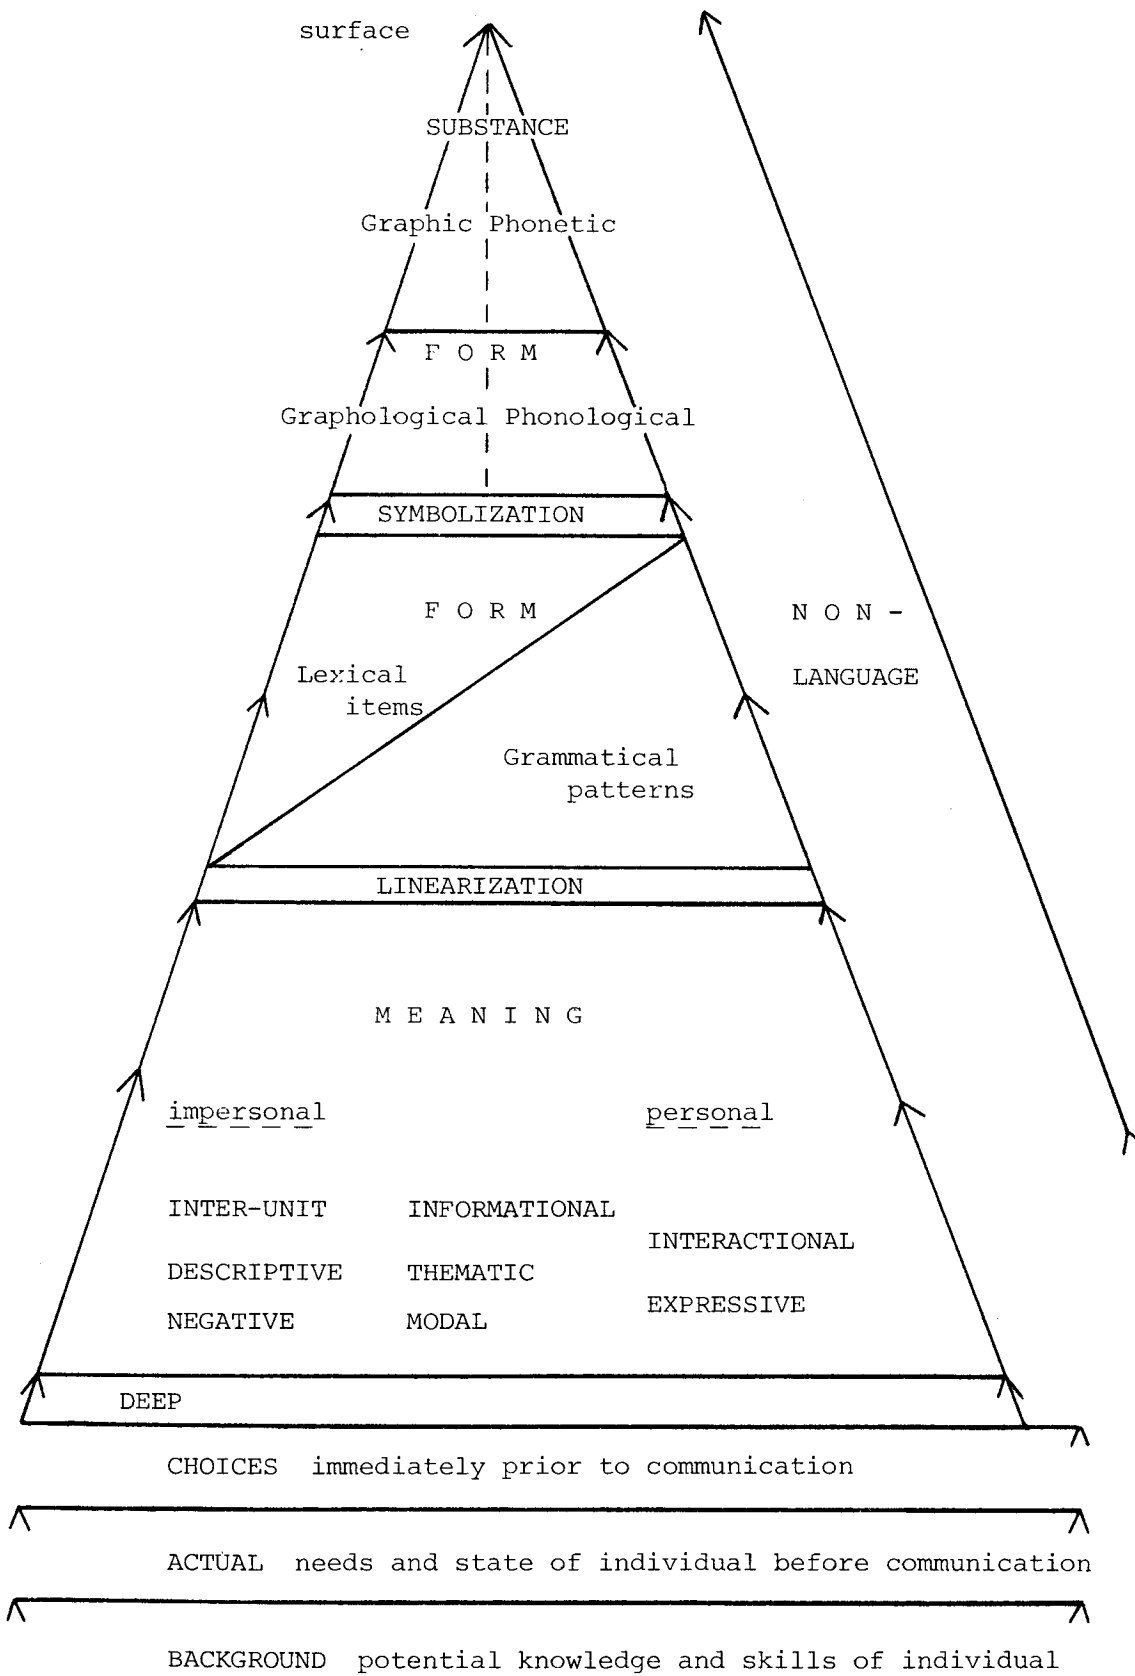 surface
SUBSTANCE
Graphic Phonetic
F O R M
Graphological Phonological
SYMBOLIZATION
F O R M
Lexical
items
Grammatical
patterns
N O N -
LANGUAGE
LINEARIZATION
M E A N I N G
impersonal personal
INTER-UNIT INFORMATIONAL
INTERACTIONAL
DESCRIPTIVE THEMATIC
EXPRESSIVE
NEGATIVE MODAL
DEEP
CHOICES immediately prior to communication
ACTUAL needs and state of individual before communication
BACKGROUND potential knowledge and skills of individual